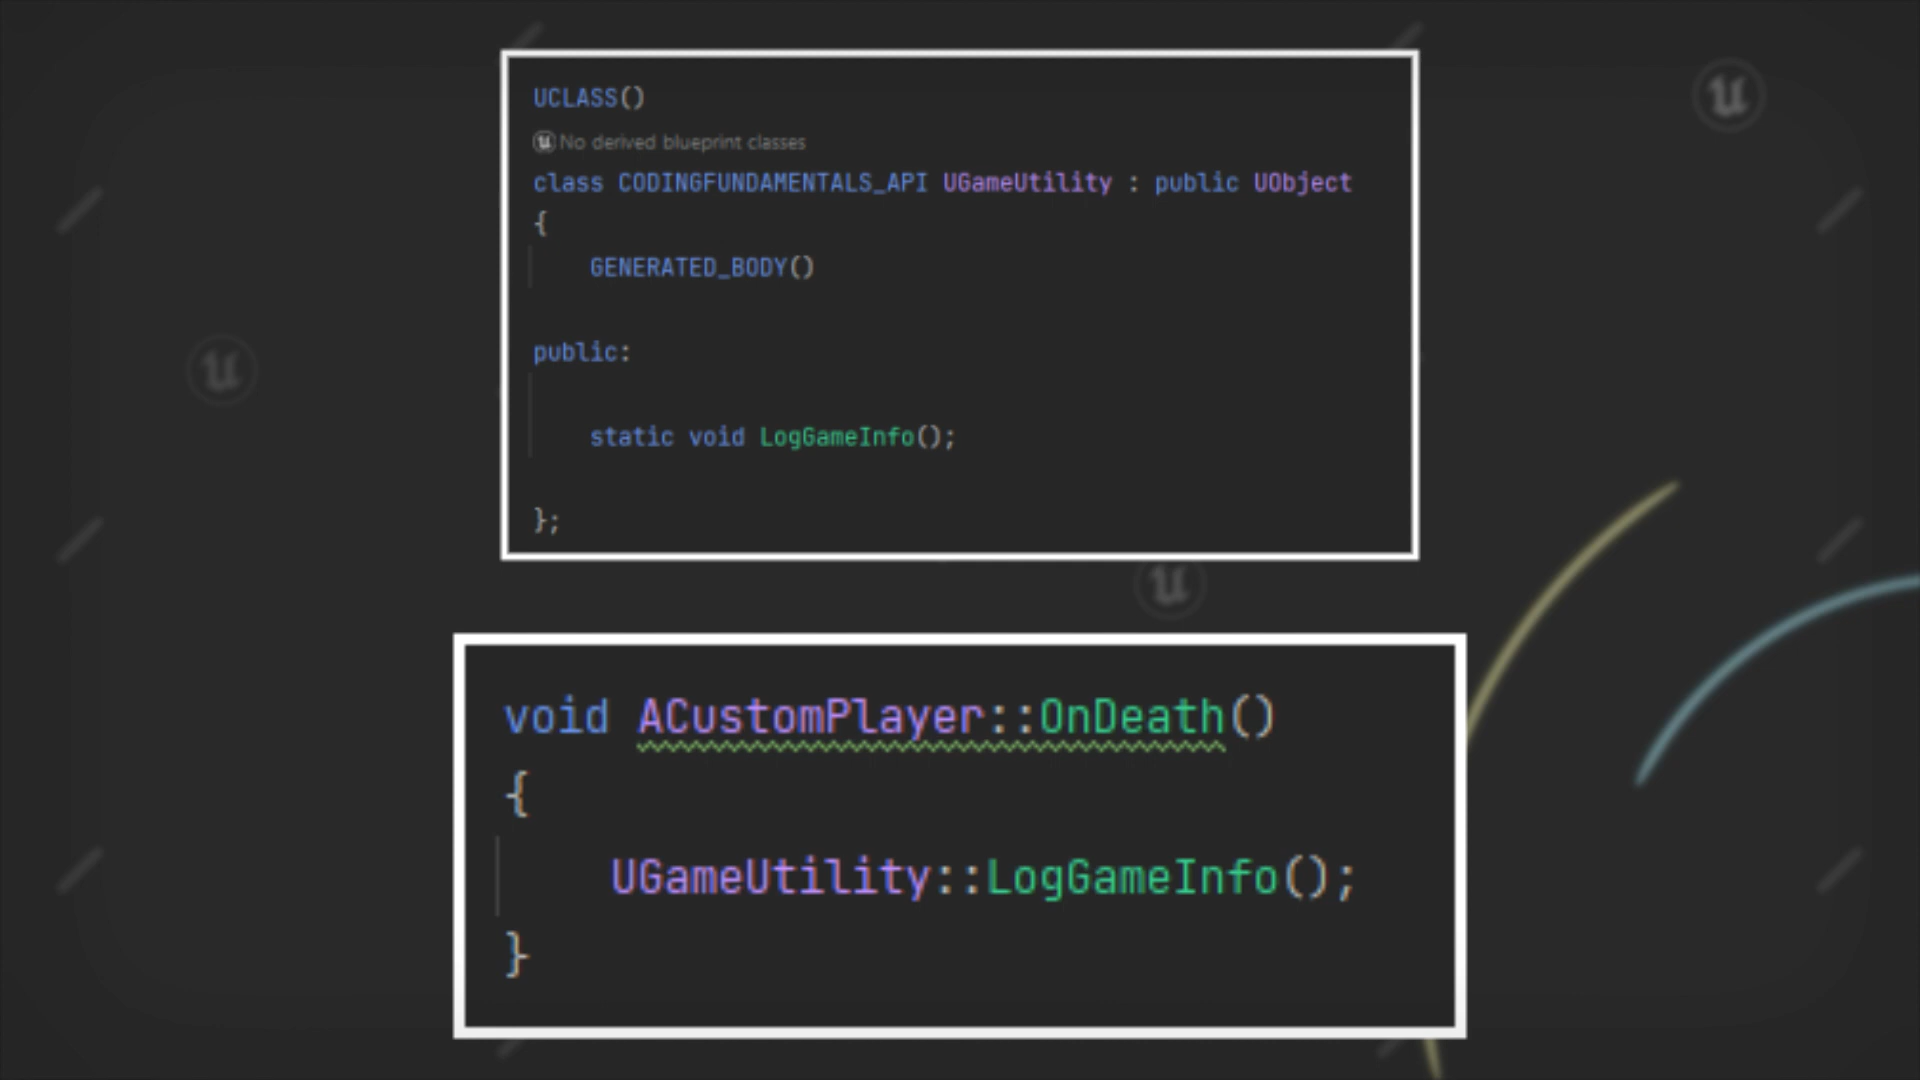 UCLASS()
No derived blueprint classes
class CODINGFUNDAMENTALS_API UGameUtility : public UObject
{
GENERATED_BODY()
public:
static void LogGameInfo();
};
void ACustomPlayer::OnDeath()
{
UGameUtility::LogGameInfo();
}